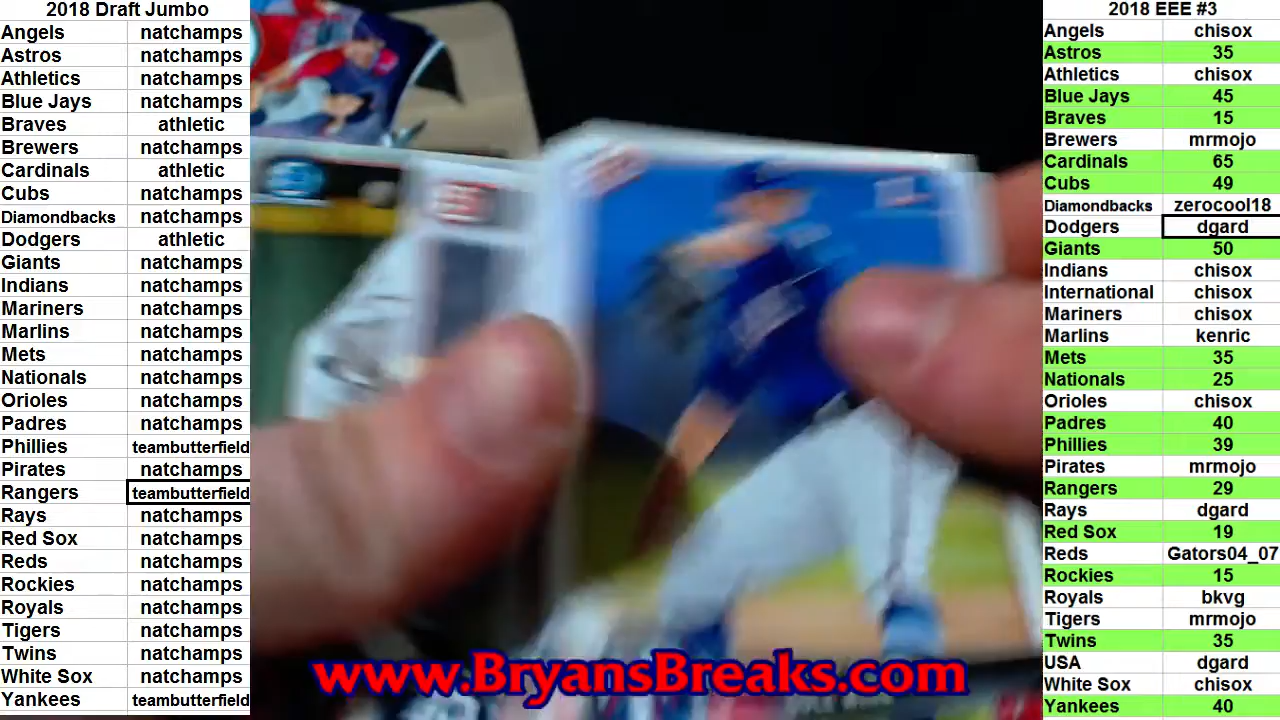 2018 Draft Jumbo
Angels natchamps
Astros natchamps
Athletics natchamps
Blue Jays natchamps
Braves athletic
Brewers natchamps
Cardinals athletic
Cubs natchamps
Diamondbacks natchamps
Dodgers athletic
Giants natchamps
Indians natchamps
Mariners natchamps
Marlins natchamps
Mets natchamps
Nationals natchamps
Orioles natchamps
Padres natchamps
Phillies teambutterfield
Pirates natchamps
Rangers teambutterfield
Rays natchamps
Red Sox natchamps
Reds natchamps
Rockies natchamps
Royals natchamps
Tigers natchamps
Twins natchamps
White Sox natchamps
Yankees teambutterfield
www.BryansBreaks.com
2018 EEE #3
Angels chisox
Astros 35
Athletics chisox
Blue Jays 45
Braves 15
Brewers mrmojo
Cardinals 65
Cubs 49
Diamondbacks zerocool18
Dodgers dgard
Giants 50
Indians chisox
International chisox
Mariners chisox
Marlins kenric
Mets 35
Nationals 25
Orioles chisox
Padres 40
Phillies 39
Pirates mrmojo
Rangers 29
Rays dgard
Red Sox 19
Reds Gators04_07
Rockies 15
Royals bkvg
Tigers mrmojo
Twins 35
USA dgard
White Sox chisox
Yankees 40